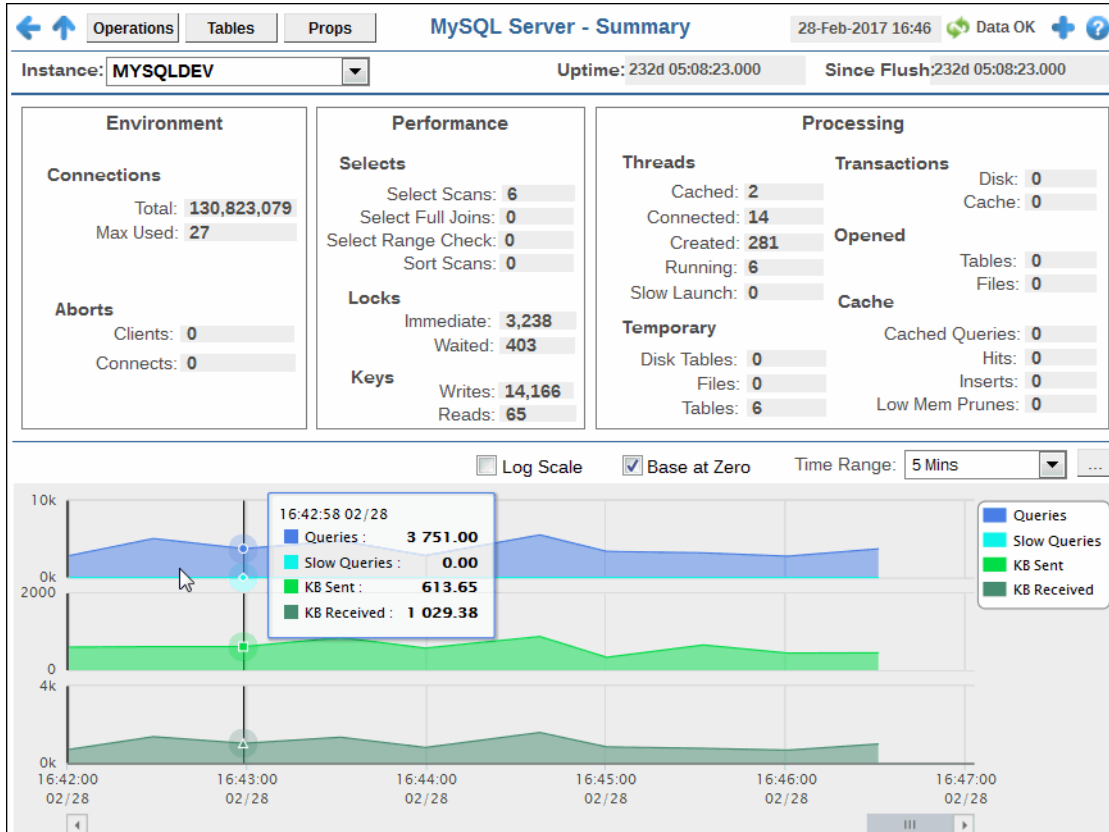 Operations Tables Props MySQL Server - Summary 28-Feb-2017 16:46 Data OK
Instance: MYSQLDEV Uptime: 232d 05:08:23.000 Since Flush:232d 05:08:23.000
Environment
Connections
Total: 130,823,079
Max Used: 27
Aborts
Clients: 0
Connects: 0
Performance
Selects
Select Scans: 6
Select Full Joins: 0
Select Range Check: 0
Sort Scans: 0
Locks
Immediate: 3,238
Waited: 403
Keys
Writes: 14,166
Reads: 65
Processing
Threads
Cached: 2
Connected: 14
Created: 281
Running: 6
Slow Launch: 0
Temporary
Disk Tables: 0
Files: 0
Tables: 6
Transactions
Disk: 0
Cache: 0
Opened
Tables: 0
Files: 0
Cache
Cached Queries: 0
Hits: 0
Inserts: 0
Low Mem Prunes: 0
Log Scale Base at Zero Time Range: 5 Mins ...
10k
0k
2000
0
4k
0k
16:42:58 02/28
Queries : 3 751.00
Slow Queries : 0.00
KB Sent : 613.65
KB Received : 1 029.38
Queries
Slow Queries
KB Sent
KB Received
16:42:00 16:43:00 16:44:00 16:45:00 16:46:00 16:47:00
02/28 02/28 02/28 02/28 02/28 02/28